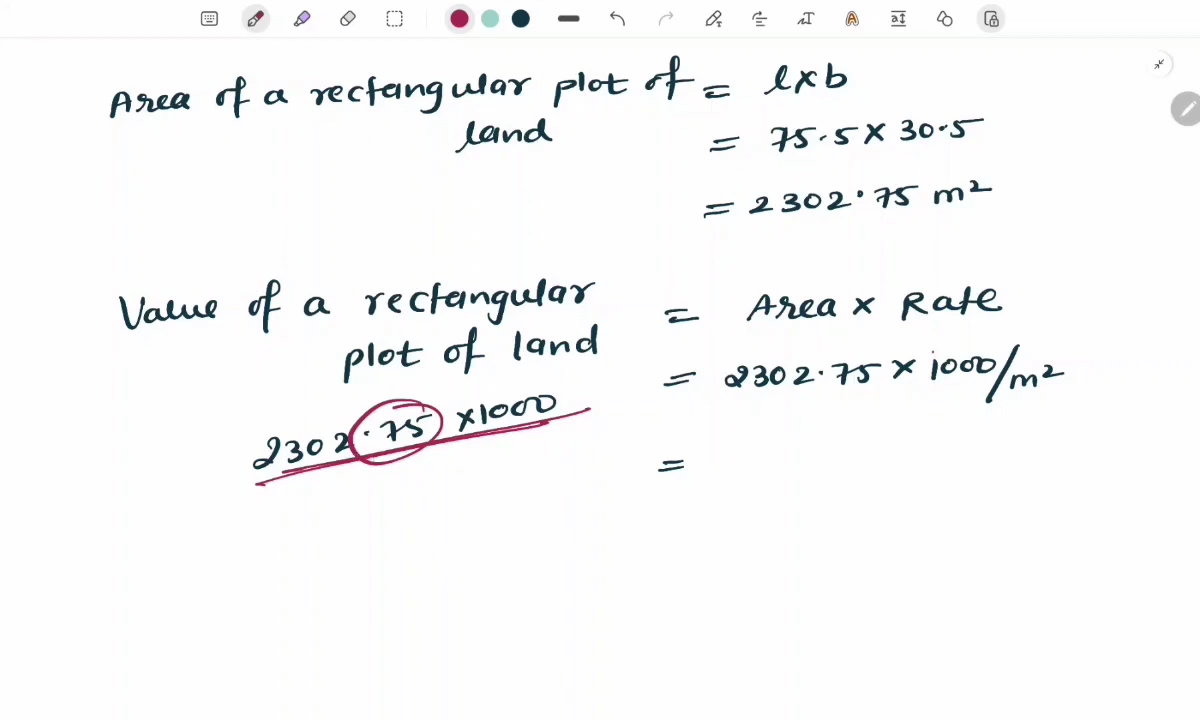 Area of a rectangular plot of = l x b
land
= 75.5 x 30.5
= 2302.75 m²
Value of a rectangular = Area x Rate
plot of land
= 2302.75 x 1000/m²
2302.75 x 1000
=